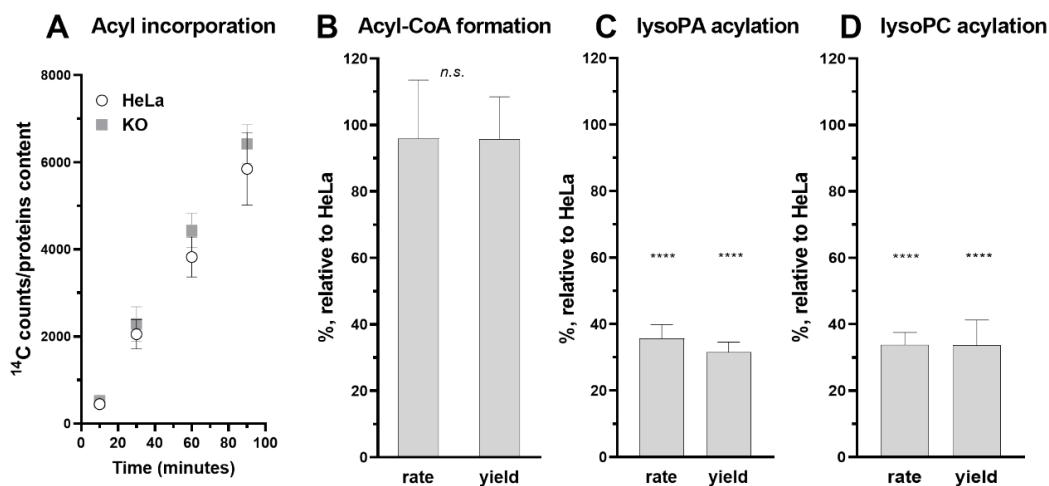 A Acyl incorporation
¹⁴C counts/proteins content
8000
6000
4000
2000
0
HeLa
KO
0 20 40 60 80 100
Time (minutes)
B Acyl-CoA formation
%, relative to HeLa
120
100
80
60
40
20
0
n.s.
rate yield
C lysoPA acylation
%, relative to HeLa
120
100
80
60
40
20
0
**** ****
rate yield
D lysoPC acylation
%, relative to HeLa
120
100
80
60
40
20
0
**** ****
rate yield